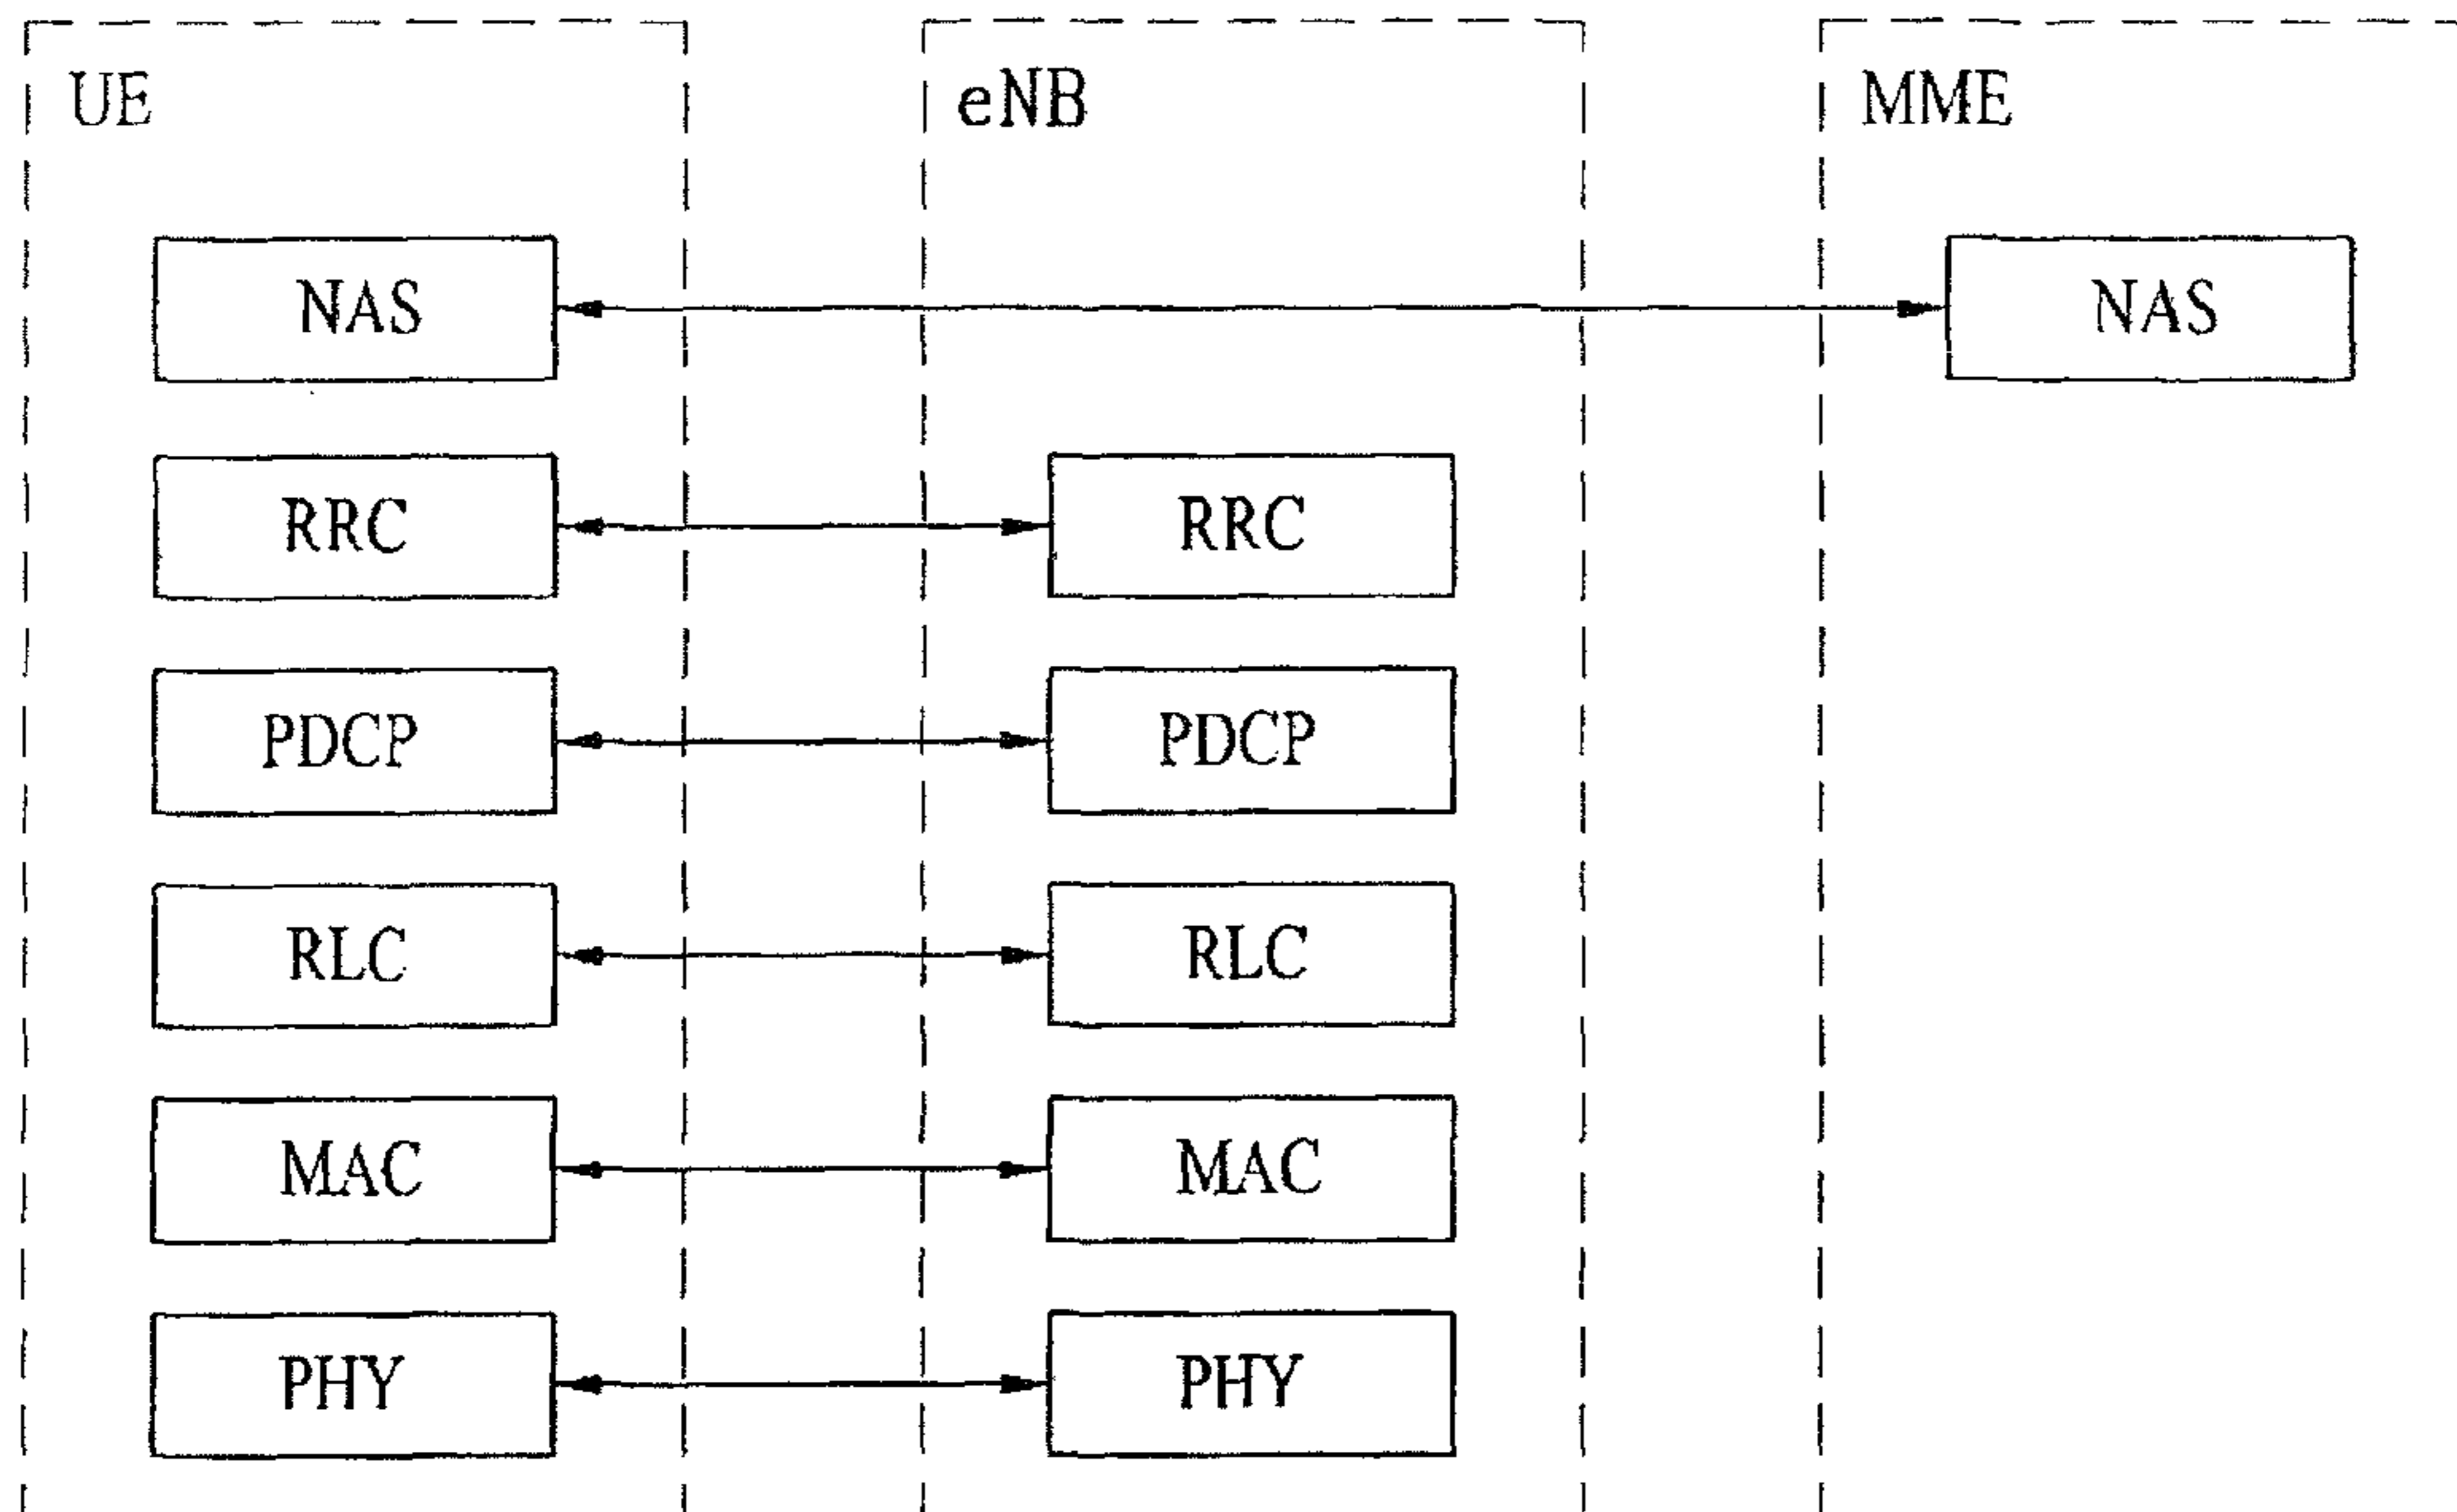 UE
eNB
MME
NAS
NAS
RRC
RRC
PDCP
PDCP
RLC
RLC
MAC
MAC
PHY
PHY